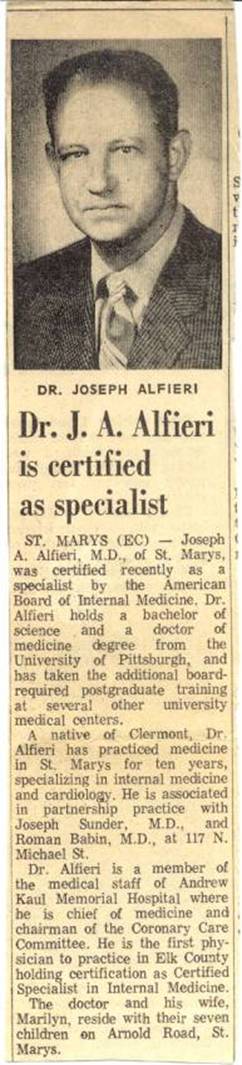 DR. JOSEPH ALFIERI
Dr. J. A. Alfieri
is certified
as specialist
ST. MARYS (EC) — Joseph
A. Alfieri, M.D., of St. Marys,
was certified recently as a
specialist by the American
Board of Internal Medicine. Dr.
Alfieri holds a bachelor of
science and a doctor of
medicine degree from the
University of Pittsburgh, and
has taken the additional board-
required postgraduate training
at several other university
medical centers.
A native of Clermont, Dr.
Alfieri has practiced medicine
in St. Marys for ten years,
specializing in internal medicine
and cardiology. He is associated
in partnership practice with
Joseph Sunder, M.D., and
Roman Babin, M.D., at 117 N.
Michael St.
Dr. Alfieri is a member of
the medical staff of Andrew
Kaul Memorial Hospital where
he is chief of medicine and
chairman of the Coronary Care
Committee. He is the first phy-
sician to practice in Elk County
holding certification as Certified
Specialist in Internal Medicine.
The doctor and his wife,
Marilyn, reside with their seven
children on Arnold Road, St.
Marys.